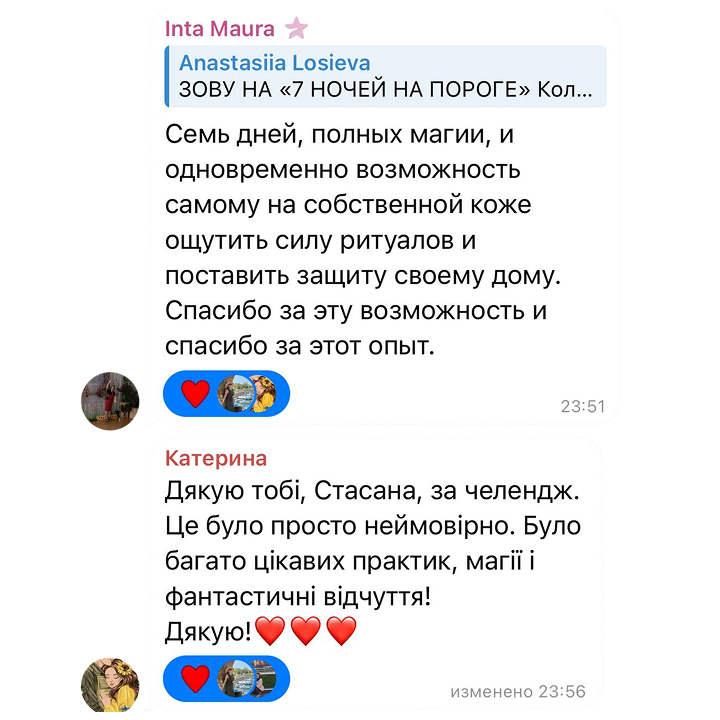 Inta Maura
Anastasiia Losieva
ЗОВУ НА «7 НОЧЕЙ НА ПОРОГЕ» Кол...
Семь дней, полных магии, и
одновременно возможность
самому на собственной коже
ощутить силу ритуалов и
поставить защиту своему дому.
Спасибо за эту возможность и
спасибо за этот опыт.
23:51
Катерина
Дякую тобі, Стасана, за челендж.
Це було просто неймовірно. Було
багато цікавих практик, магії і
фантастичні відчуття!
Дякую!❤️❤️❤️
изменено 23:56